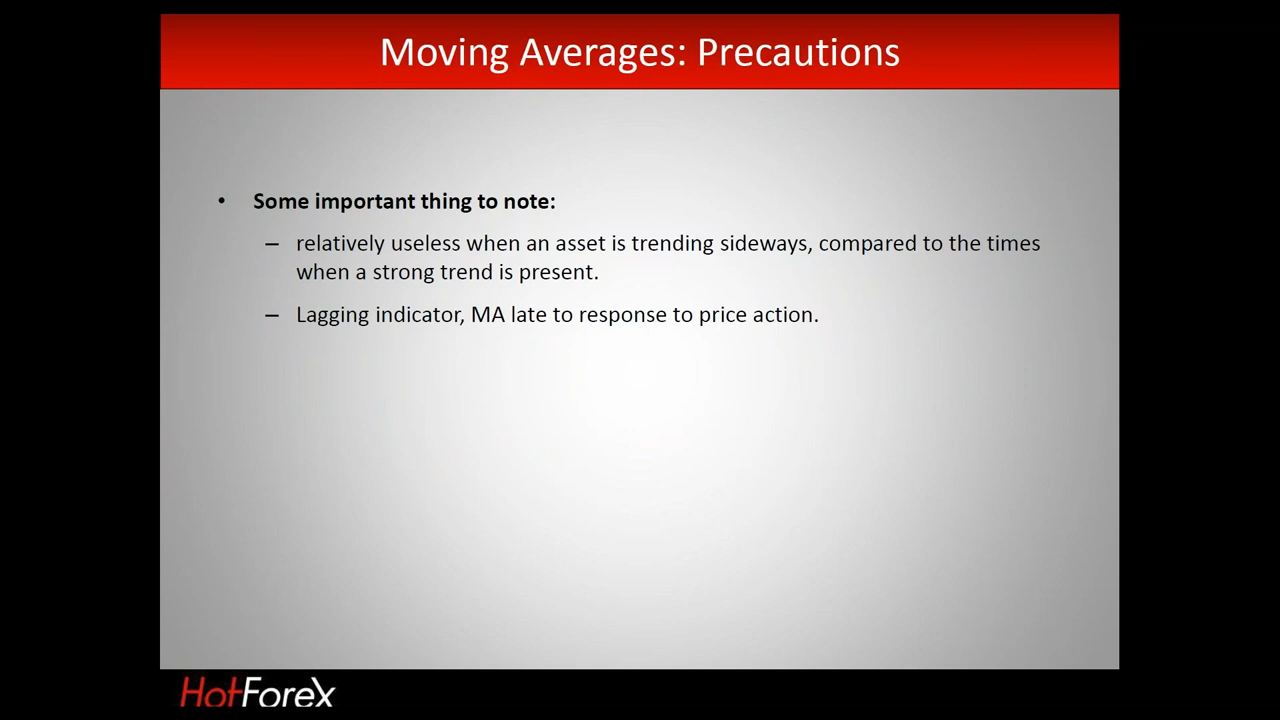 Moving Averages: Precautions
• Some important thing to note:
– relatively useless when an asset is trending sideways, compared to the times
when a strong trend is present.
– Lagging indicator, MA late to response to price action.
HotForex